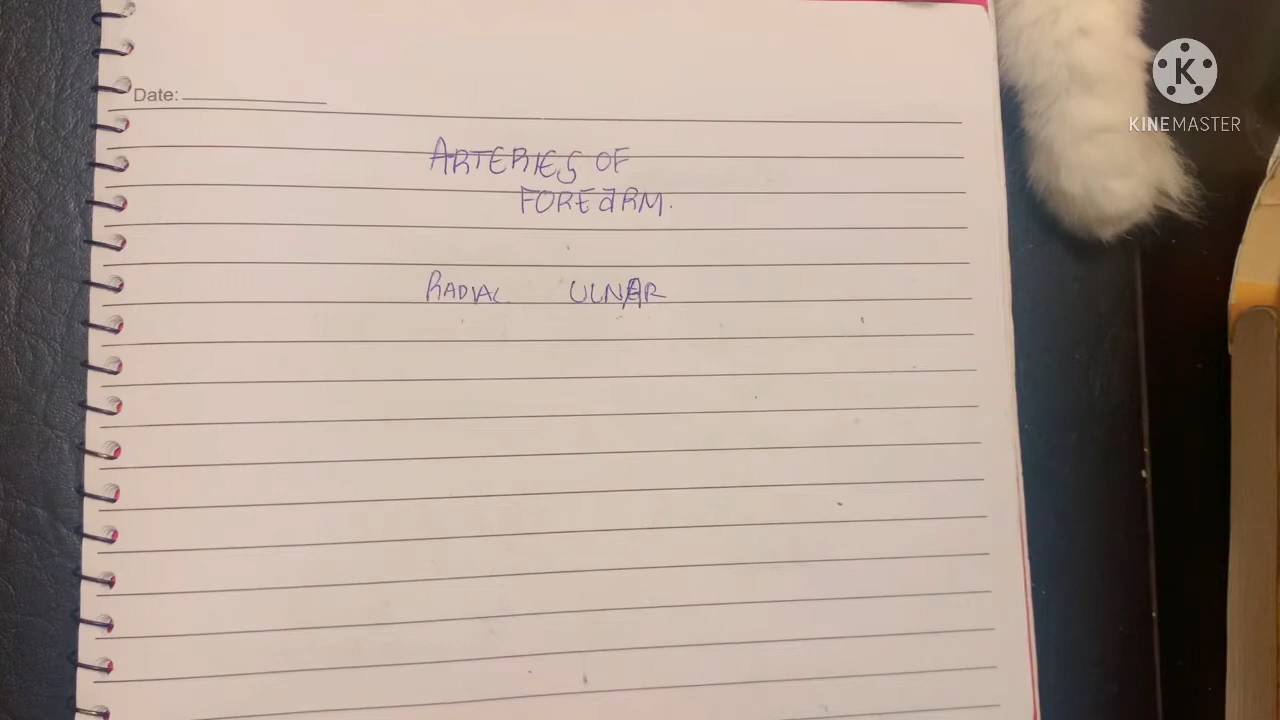 Date:
ARTERIES OF
FOREARM.
RADIAL ULNAR
K
KINEMASTER